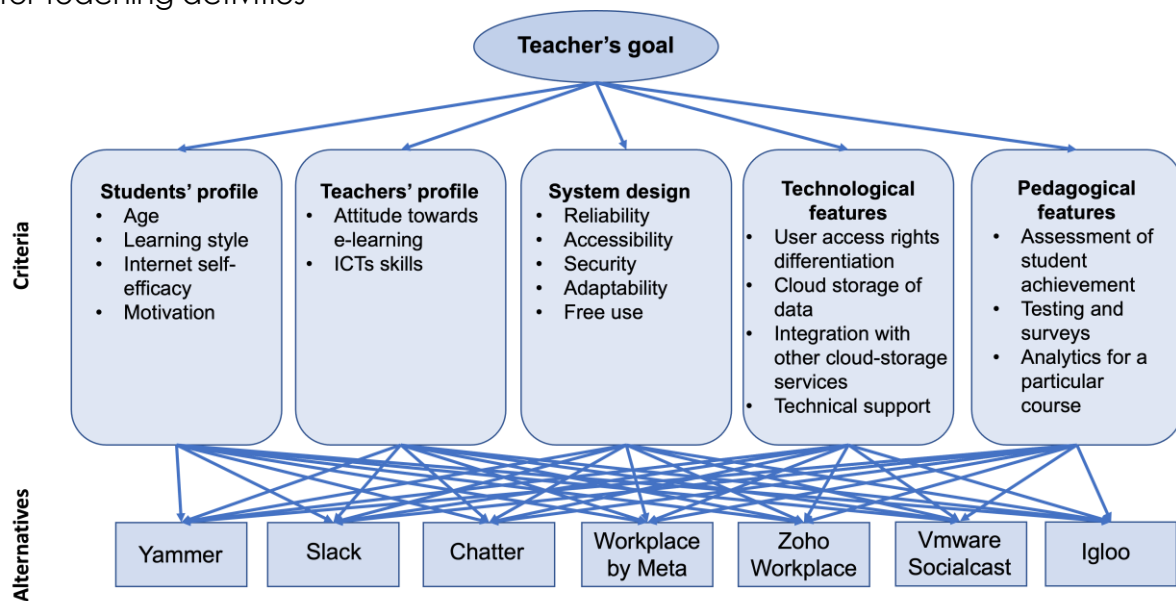 for teaching activities
Teacher's goal
Criteria
Students' profile
• Age
• Learning style
• Internet self-
efficacy
• Motivation
Teachers' profile
• Attitude towards
e-learning
• ICTs skills
System design
• Reliability
• Accessibility
• Security
• Adaptability
• Free use
Technological
features
• User access rights
differentiation
• Cloud storage of
data
• Integration with
other cloud-storage
services
• Technical support
Pedagogical
features
• Assessment of
student
achievement
• Testing and
surveys
• Analytics for a
particular
course
Alternatives
Yammer
Slack
Chatter
Workplace
by Meta
Zoho
Workplace
Vmware
Socialcast
Igloo